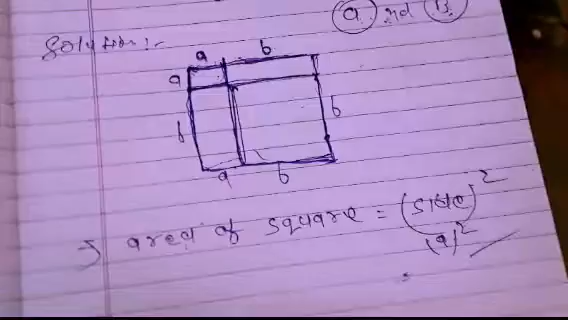 (a) and (b)
Solution :-
a b
a
b b
a b
→ area of square = (side)²
(a)²
=